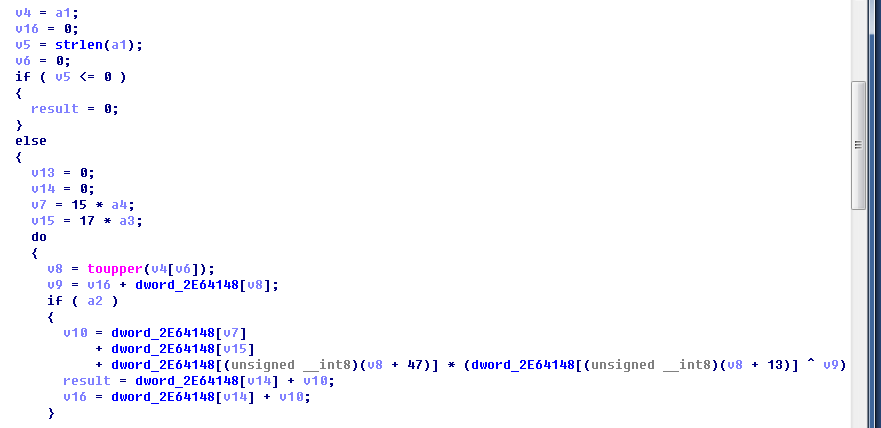 v4 = a1;
v16 = 0;
v5 = strlen(a1);
v6 = 0;
if ( v5 <= 0 )
{
result = 0;
}
else
{
v13 = 0;
v14 = 0;
v7 = 15 * a4;
v15 = 17 * a3;
do
{
v8 = toupper(v4[v6]);
v9 = v16 + dword_2E64148[v8];
if ( a2 )
{
v10 = dword_2E64148[v7]
+ dword_2E64148[v15]
+ dword_2E64148[(unsigned __int8)(v8 + 47)] * (dword_2E64148[(unsigned __int8)(v8 + 13)] ^ v9)
result = dword_2E64148[v14] + v10;
v16 = dword_2E64148[v14] + v10;
}